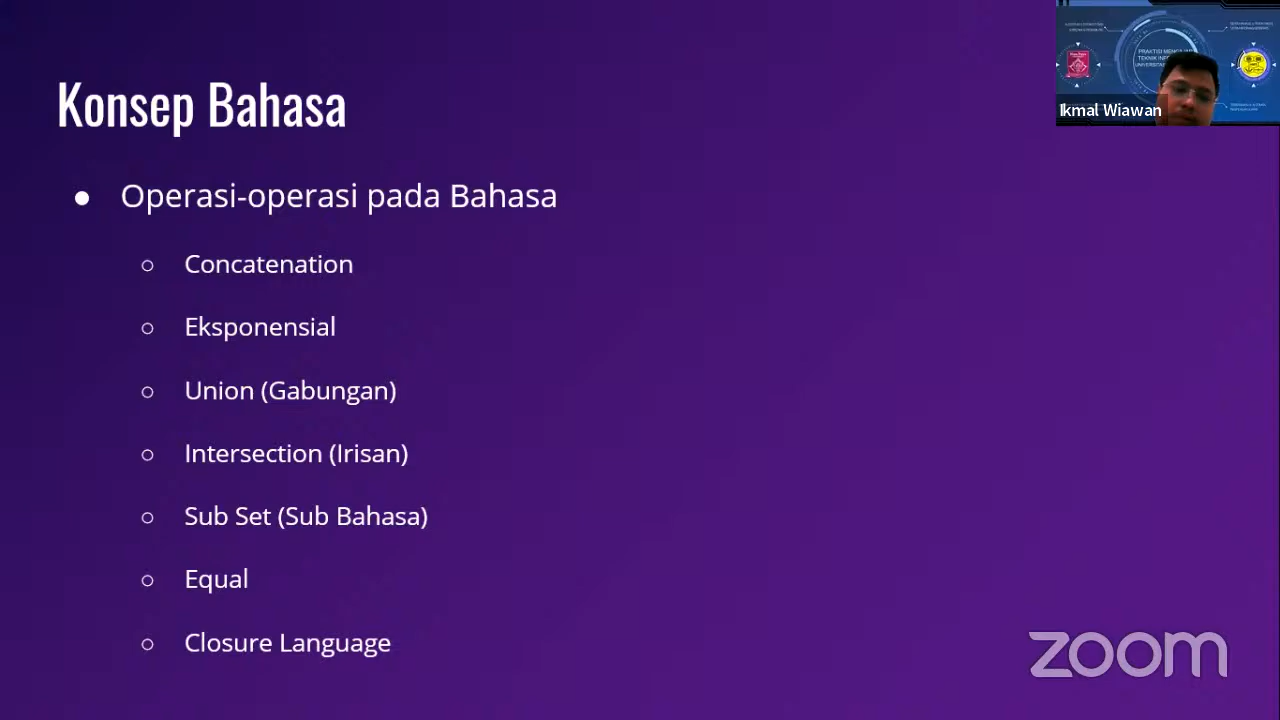 Konsep Bahasa
● Operasi-operasi pada Bahasa
○ Concatenation
○ Eksponensial
○ Union (Gabungan)
○ Intersection (Irisan)
○ Sub Set (Sub Bahasa)
○ Equal
○ Closure Language
Ikmal Wiawan
zoom